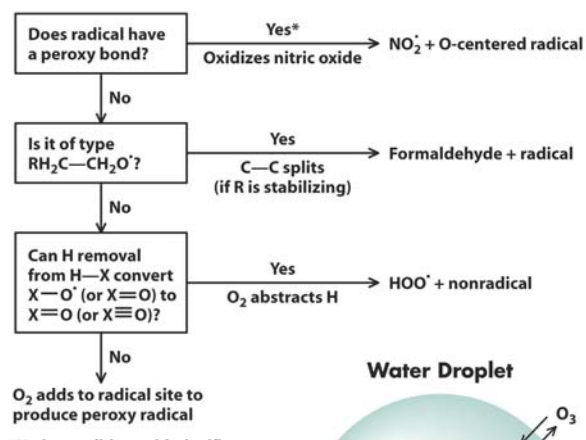 Does radical have
a peroxy bond?
Yes*
Oxidizes nitric oxide
NO₂• + O-centered radical
No
Is it of type
RH₂C—CH₂O•?
Yes
C—C splits
(if R is stabilizing)
Formaldehyde + radical
No
Can H removal
from H—X convert
X—O• (or X=O) to
X=O (or X≡O)?
Yes
O₂ abstracts H
HOO• + nonradical
No
O₂ adds to radical site to
produce peroxy radical
Water Droplet
O₃